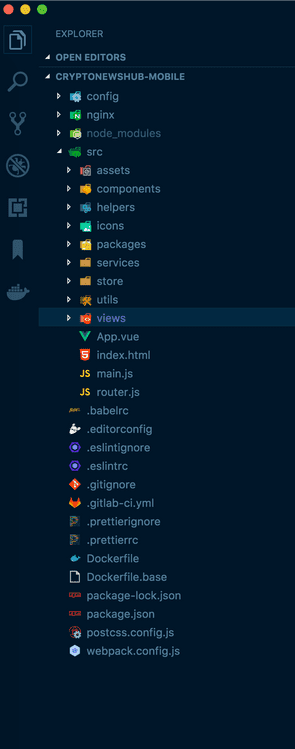 EXPLORER
OPEN EDITORS
CRYPTONEWSHUB-MOBILE
config
nginx
node_modules
src
assets
components
helpers
icons
packages
services
store
utils
views
App.vue
index.html
JS main.js
JS router.js
.babelrc
.editorconfig
.eslintignore
.eslintrc
.gitignore
.gitlab-ci.yml
.prettierignore
.prettierrc
Dockerfile
Dockerfile.base
package-lock.json
package.json
postcss.config.js
webpack.config.js